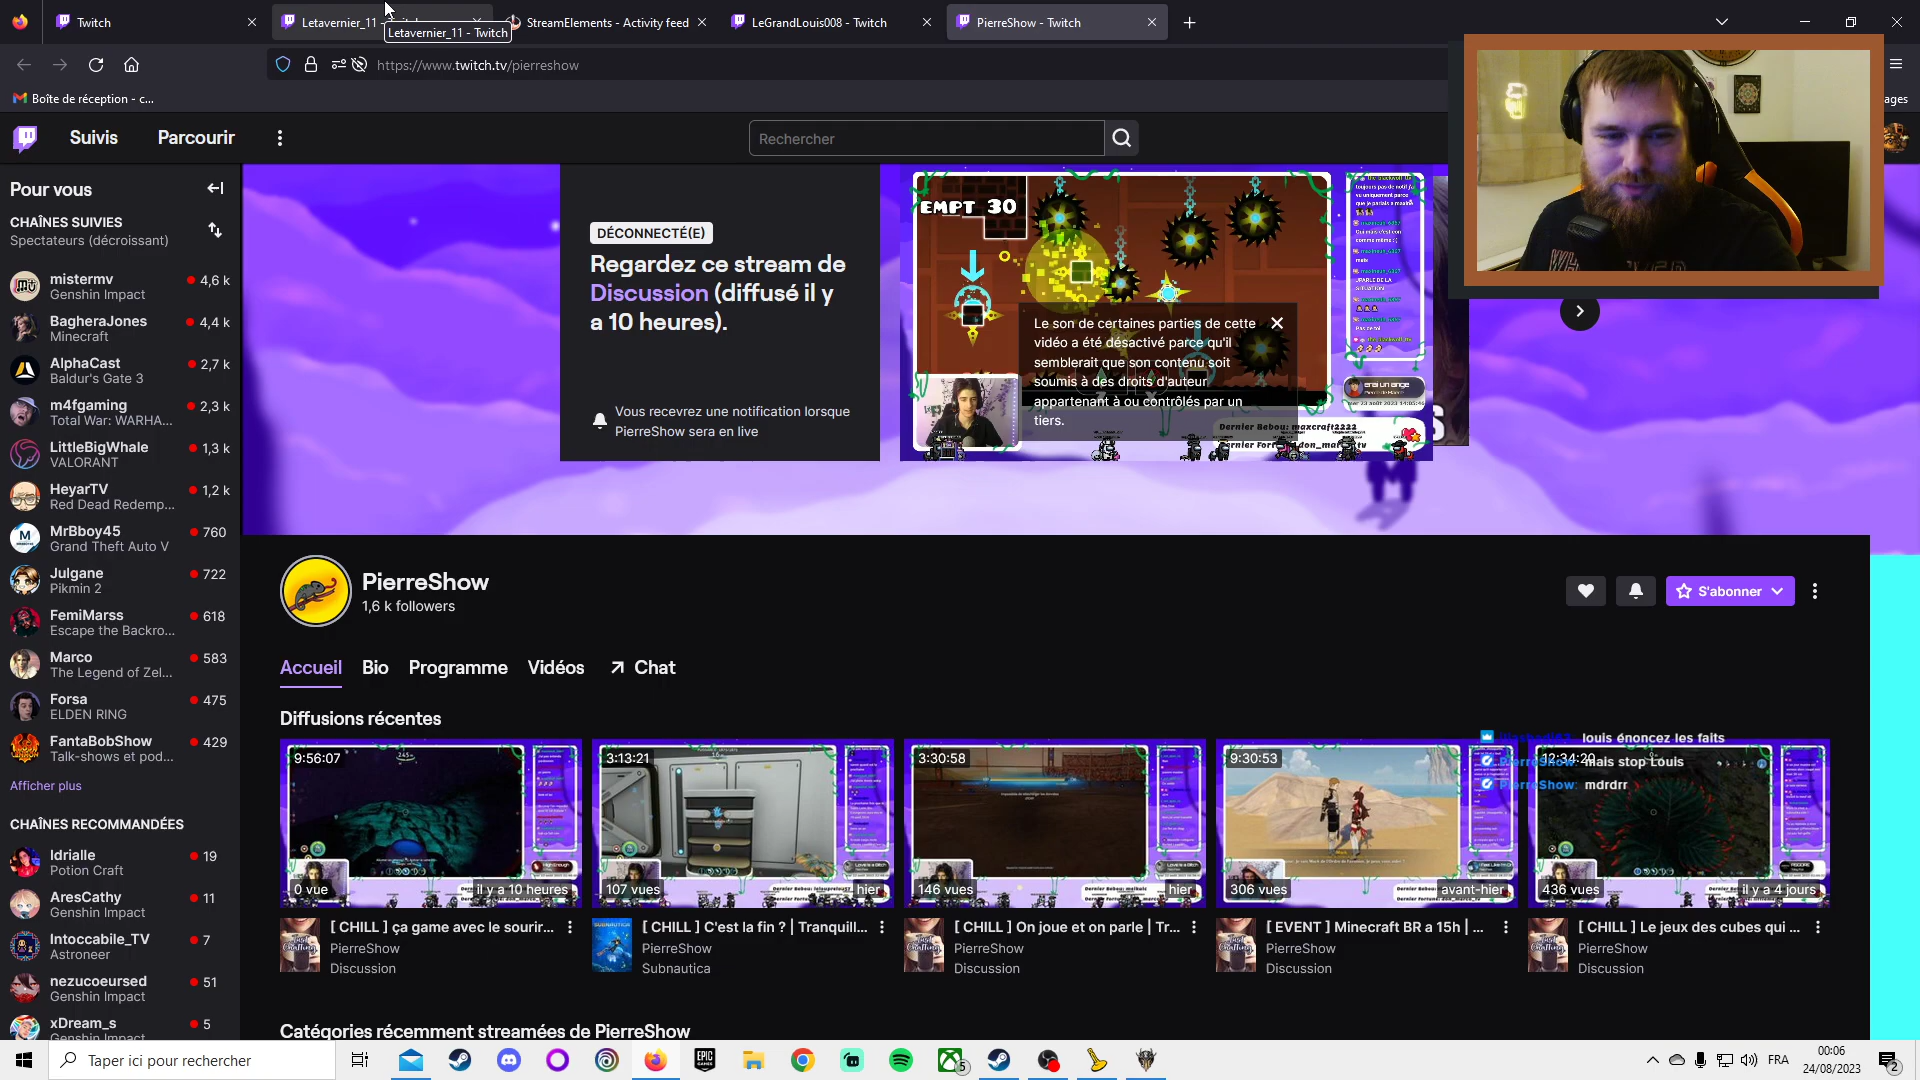 Twitch
Letavernier_11 - Twitch
StreamElements - Activity feed
LeGrandLouis008 - Twitch
PierreShow - Twitch
Letavernier_11 - Twitch
https://www.twitch.tv/pierreshow
Boîte de réception - c...
ages
Suivis
Parcourir
Rechercher
Pour vous
CHAÎNES SUIVIES
Spectateurs (décroissant)
mistermv
4,6 k
Genshin Impact
BagheraJones
4,4 k
Minecraft
AlphaCast
2,7 k
Baldur's Gate 3
m4fgaming
2,3 k
Total War: WARHA...
LittleBigWhale
1,3 k
VALORANT
HeyarTV
1,2 k
Red Dead Redemp...
MrBboy45
760
Grand Theft Auto V
Julgane
722
Pikmin 2
FemiMarss
618
Escape the Backro...
Marco
583
The Legend of Zel...
Forsa
475
ELDEN RING
FantaBobShow
429
Talk-shows et pod...
Afficher plus
CHAÎNES RECOMMANDÉES
Idrialle
19
Potion Craft
AresCathy
11
Genshin Impact
Intoccabile_TV
7
Astroneer
nezucoeursed
51
Genshin Impact
xDream_s
5
Genshin Impact
DÉCONNECTÉ(E)
Regardez ce stream de
Discussion (diffusé il y
a 10 heures).
Vous recevrez une notification lorsque
PierreShow sera en live
EMPT 30
Le son de certaines parties de cette
vidéo a été désactivé parce qu'il
semblerait que son contenu soit
soumis à des droits d'auteur
appartenant à ou contrôlés par un
tiers.
Dernier Bebou: maxcraft2222
PierreShow
1,6 k followers
S'abonner
Accueil
Bio
Programme
Vidéos
Chat
Diffusions récentes
louis énoncez les faits
PierreShow: mais stop Louis
PierreShow: mdrdrr
9:56:07
0 vue
il y a 10 heures
[ CHILL ] ça game avec le sourir...
PierreShow
Discussion
3:13:21
107 vues
hier
[ CHILL ] C'est la fin ? | Tranquill...
PierreShow
Subnautica
3:30:58
146 vues
hier
[ CHILL ] On joue et on parle | Tr...
PierreShow
Discussion
9:30:53
306 vues
avant-hier
[ EVENT ] Minecraft BR a 15h | ...
PierreShow
Discussion
12:34:20
436 vues
il y a 4 jours
[ CHILL ] Le jeux des cubes qui ...
PierreShow
Discussion
Catégories récemment streamées de PierreShow
Taper ici pour rechercher
FRA
00:06
24/08/2023